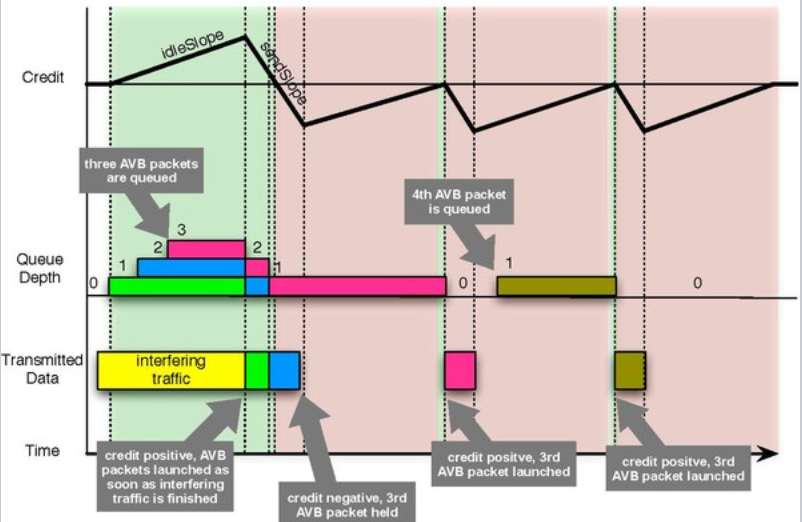 idleSlope
sendSlope
Credit
three AVB packets
are queued
4th AVB packet
is queued
3
2
2
1
1
1
Queue
Depth
0
0
0
interfering
traffic
Transmitted
Data
credit positive, AVB
packets launched as
soon as interfering
traffic is finished
credit negative, 3rd
AVB packet held
credit positve, 3rd
AVB packet launched
credit positve, 3rd
AVB packet launched
Time